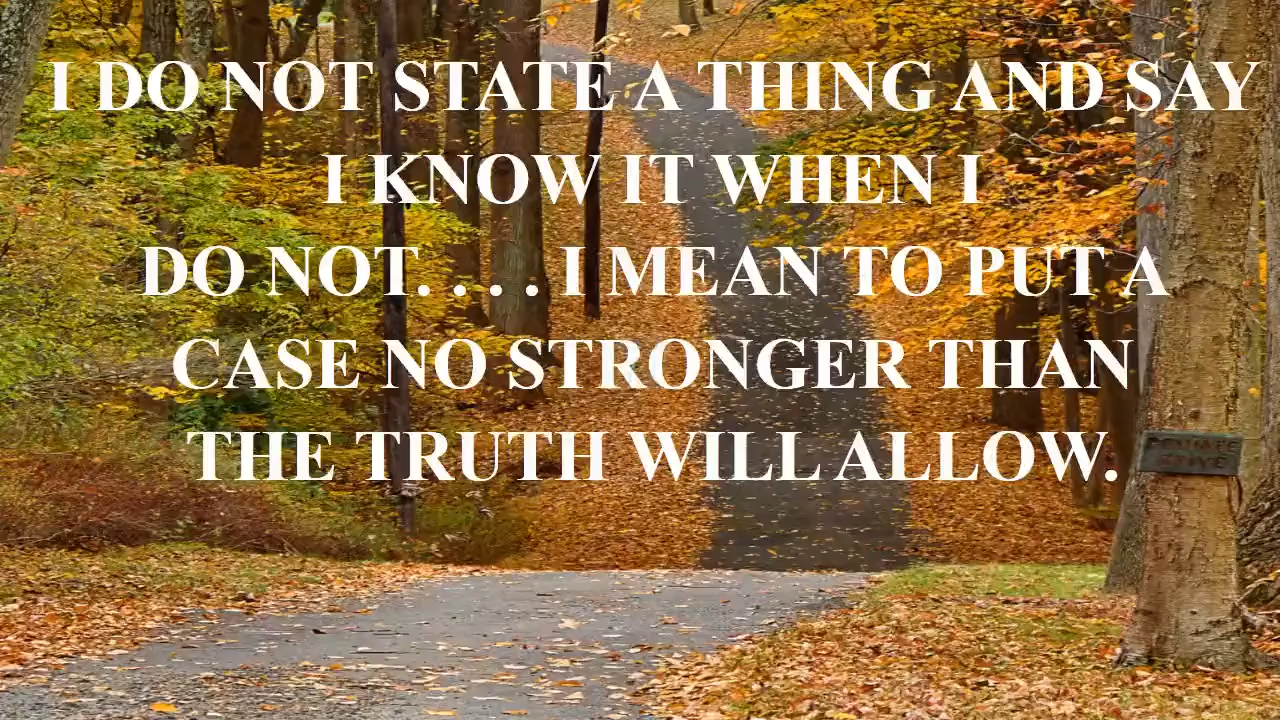 I DO NOT STATE A THING AND SAY
I KNOW IT WHEN I
DO NOT. . . . I MEAN TO PUT A
CASE NO STRONGER THAN
THE TRUTH WILL ALLOW.